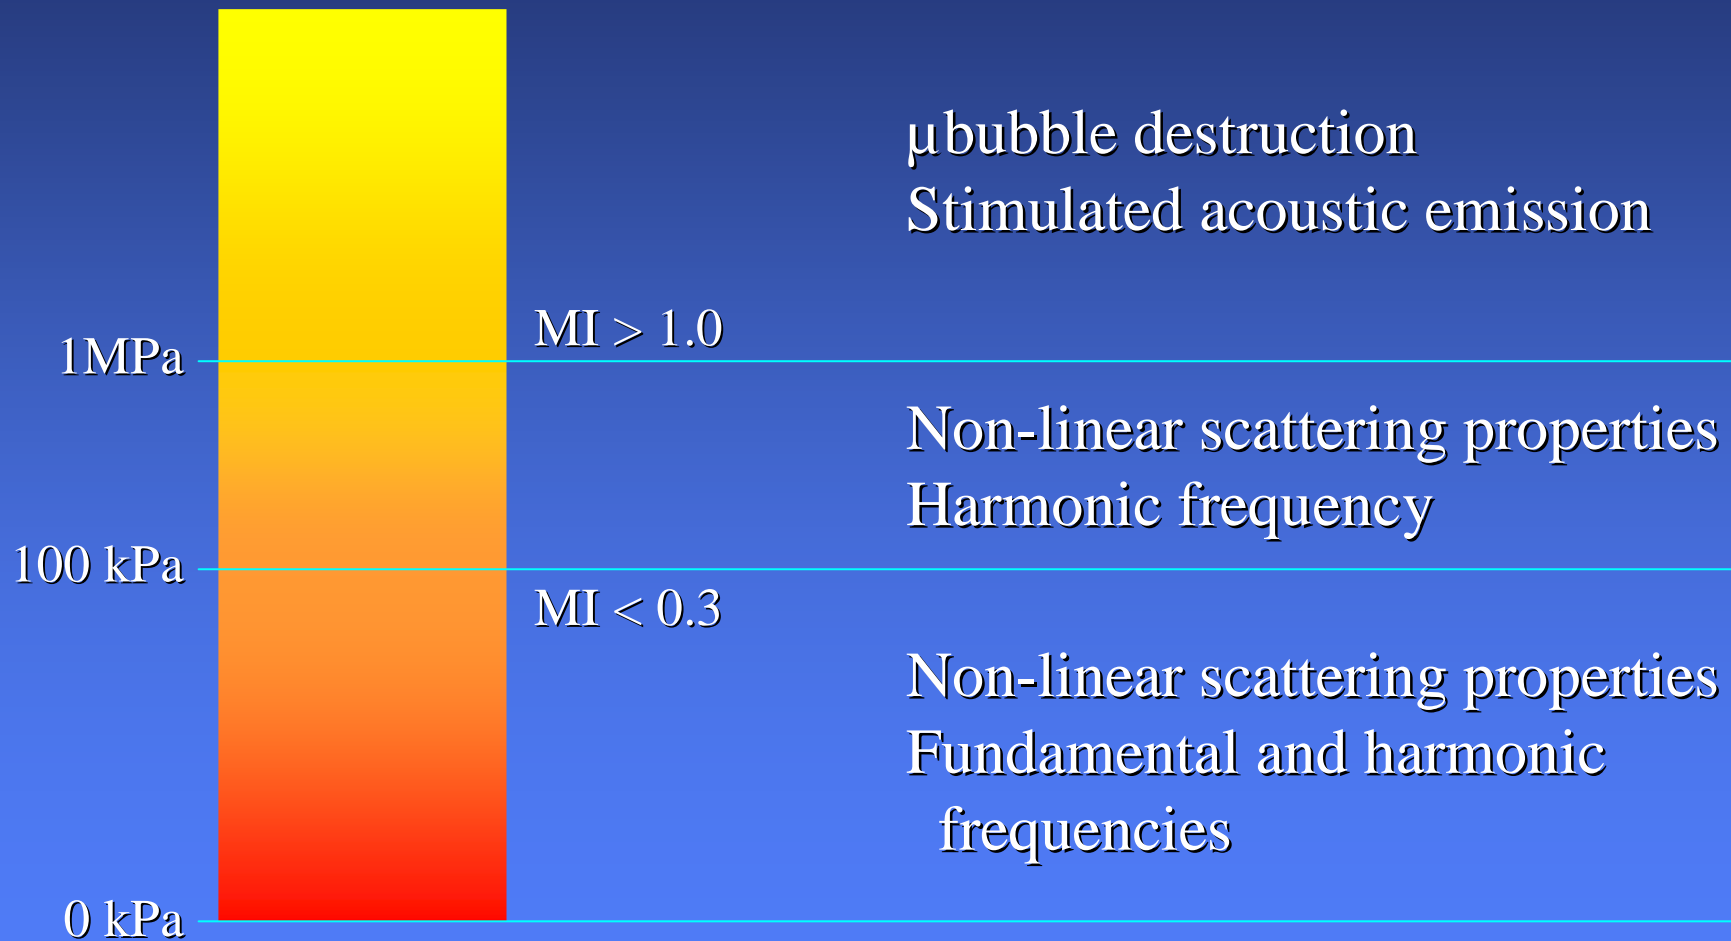 µbubble destruction
Stimulated acoustic emission
MI > 1.0
1MPa
Non-linear scattering properties
Harmonic frequency
100 kPa
MI < 0.3
Non-linear scattering properties
Fundamental and harmonic
frequencies
0 kPa